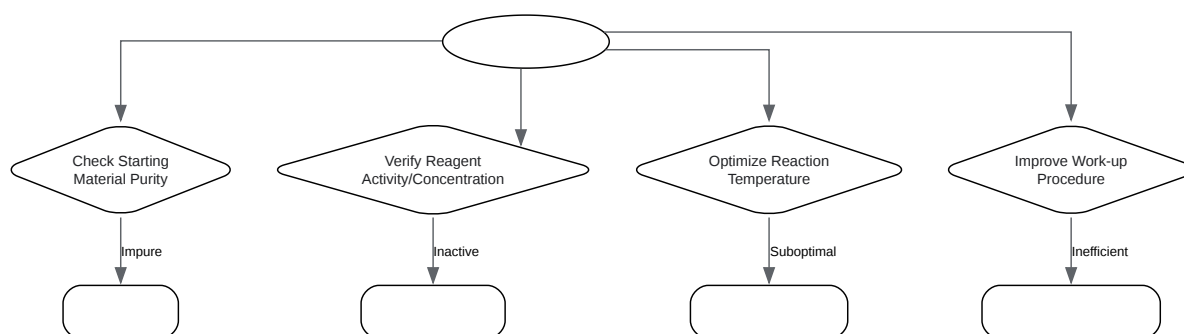 Check Starting
Material Purity
Verify Reagent
Activity/Concentration
Optimize Reaction
Temperature
Improve Work-up
Procedure
Impure
Inactive
Suboptimal
Inefficient